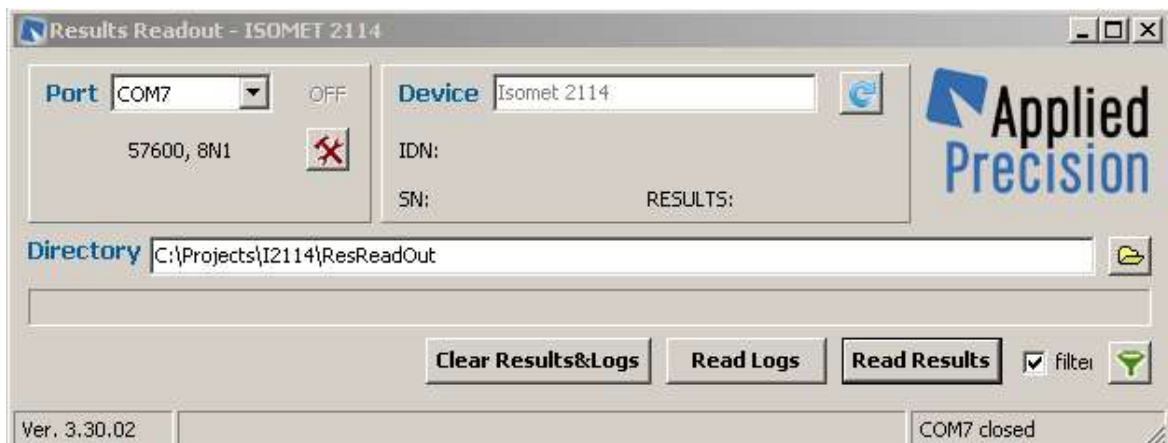 Results Readout - ISOMET 2114
Port COM7 OFF
57600, 8N1
Device Isomet 2114
IDN:
SN: RESULTS:
Applied
Precision
Directory C:\Projects\I2114\ResReadOut
Clear Results&Logs Read Logs Read Results filter
Ver. 3.30.02 COM7 closed